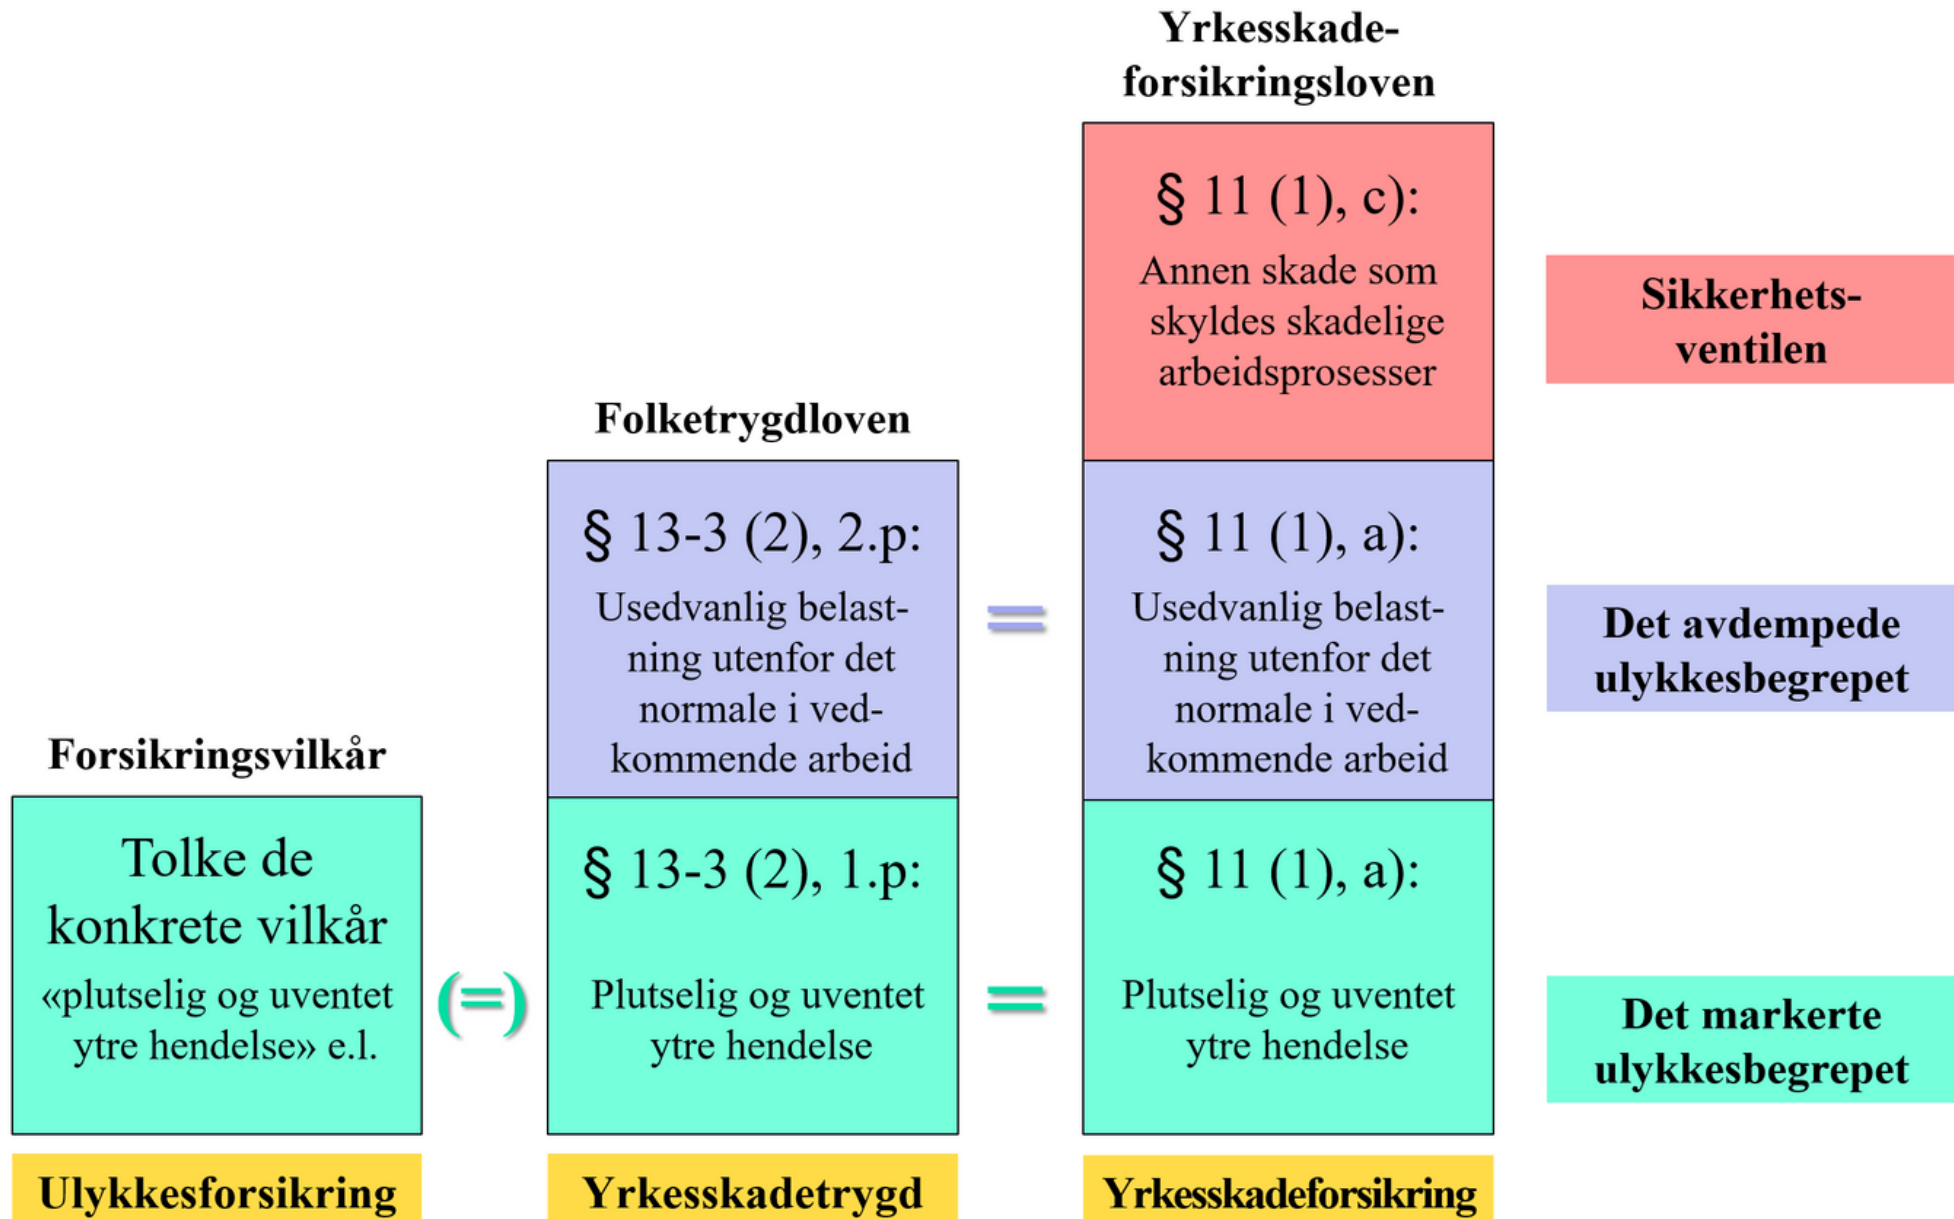 Yrkesskade-
forsikringsloven
§ 11 (1), c):
Annen skade som
skyldes skadelige
arbeidsprosesser
Sikkerhets-
ventilen
Folketrygdloven
§ 13-3 (2), 2.p:
Usedvanlig belast-
ning utenfor det
normale i ved-
kommende arbeid
=
§ 11 (1), a):
Usedvanlig belast-
ning utenfor det
normale i ved-
kommende arbeid
Det avdempede
ulykkesbegrepet
Forsikringsvilkår
Tolke de
konkrete vilkår
«plutselig og uventet
ytre hendelse» e.l.
(=)
§ 13-3 (2), 1.p:
Plutselig og uventet
ytre hendelse
=
§ 11 (1), a):
Plutselig og uventet
ytre hendelse
Det markerte
ulykkesbegrepet
Ulykkesforsikring
Yrkesskadetrygd
Yrkesskadeforsikring